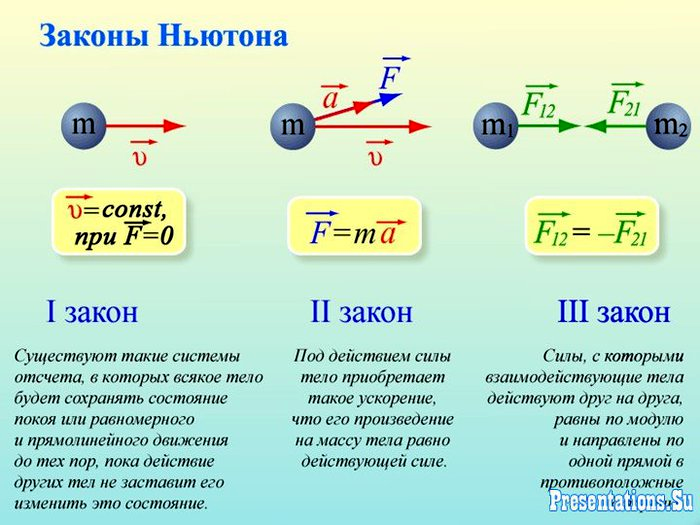 Законы Ньютона
m
υ
a
F
m
υ
F12
F21
m1
m2
υ=const,
при F=0
F=ma
F12 = –F21
I закон
Существуют такие системы
отсчета, в которых всякое тело
будет сохранять состояние
покоя или равномерного
и прямолинейного движения
до тех пор, пока действие
других тел не заставит его
изменить это состояние.
II закон
Под действием силы
тело приобретает
такое ускорение,
что его произведение
на массу тела равно
действующей силе.
III закон
Силы, с которыми
взаимодействующие тела
действуют друг на друга,
равны по модулю
и направлены по
одной прямой в
противоположные
Presentations.Su